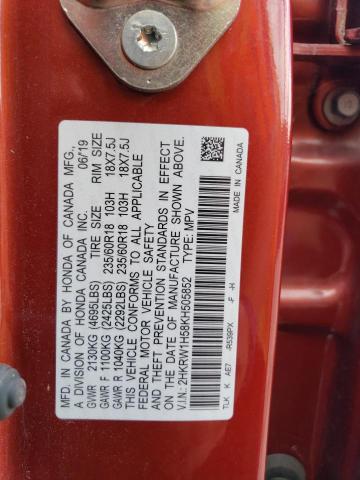 MFD. IN CANADA BY HONDA OF CANADA MFG.,
A DIVISION OF HONDA CANADA INC. 06/19
GVWR 2130KG (4695LBS) TIRE SIZE RIM SIZE
GAWR F 1100KG (2425LBS) 235/60R18 103H 18X7.5J
GAWR R 1040KG (2292LBS) 235/60R18 103H 18X7.5J
THIS VEHICLE CONFORMS TO ALL APPLICABLE
FEDERAL MOTOR VEHICLE SAFETY
AND THEFT PREVENTION STANDARDS IN EFFECT
ON THE DATE OF MANUFACTURE SHOWN ABOVE.
V.I.N.: 2HKRW1H58KH505852 TYPE: MPV
TLK K AE7 -R539PX -F -H
MADE IN CANADA